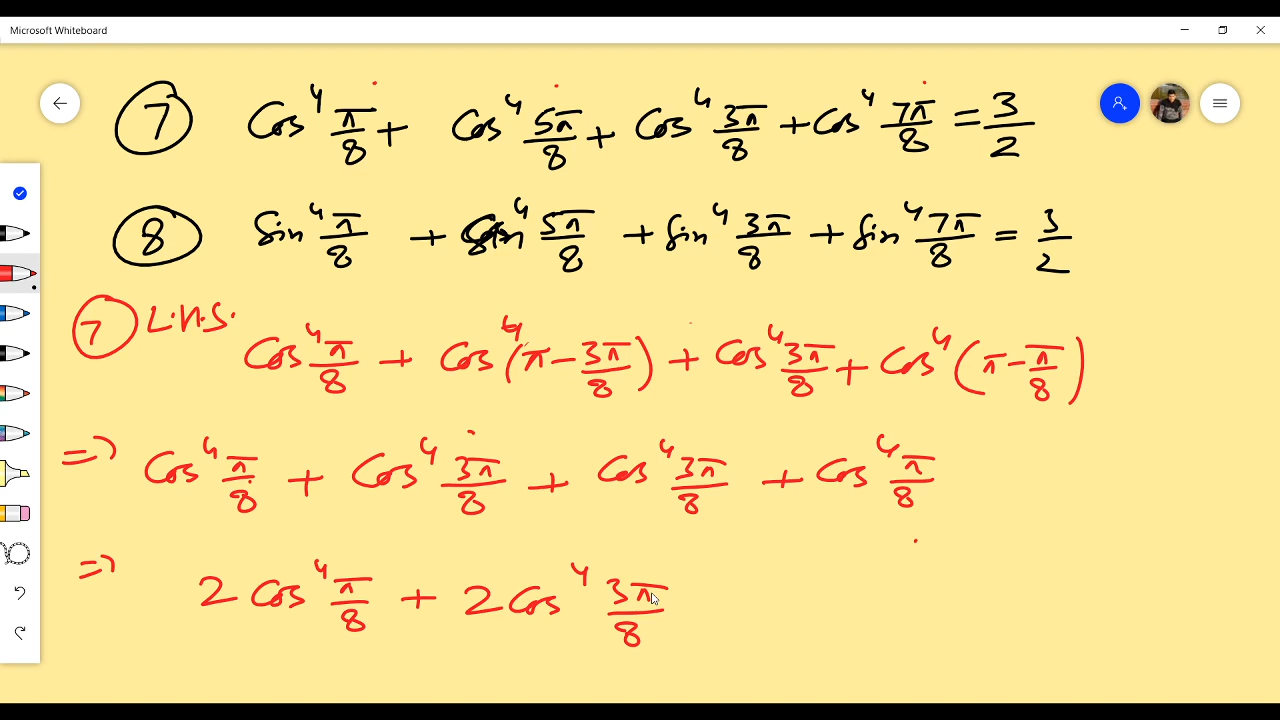 Microsoft Whiteboard
7 Cos⁴ π/8 + Cos⁴ 5π/8 + Cos⁴ 3π/8 + Cos⁴ 7π/8 = 3/2
8 Sin⁴ π/8 + Sin⁴ 5π/8 + Sin⁴ 3π/8 + Sin⁴ 7π/8 = 3/2
7 L.H.S.
Cos⁴ π/8 + Cos⁴ (π - 3π/8) + Cos⁴ 3π/8 + Cos⁴ (π - π/8)
=> Cos⁴ π/8 + Cos⁴ 3π/8 + Cos⁴ 3π/8 + Cos⁴ π/8
=> 2 Cos⁴ π/8 + 2 Cos⁴ 3π/8